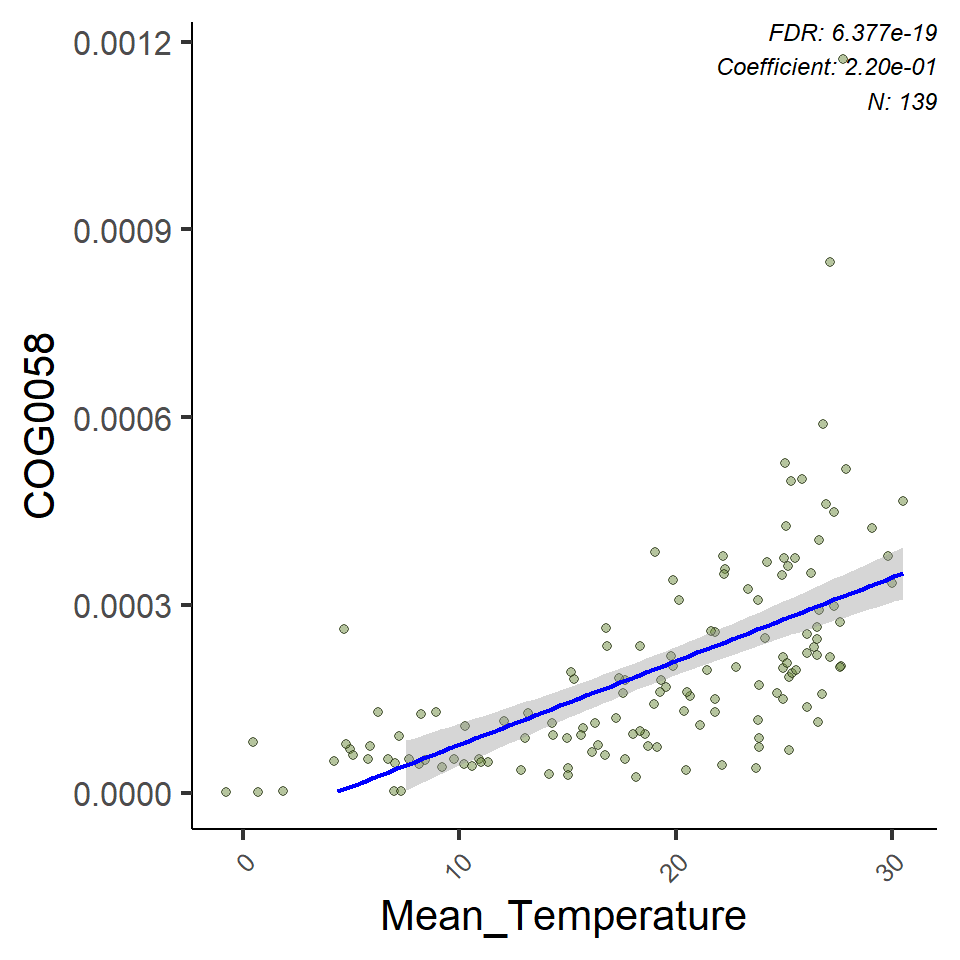 FDR: 6.377e-19
Coefficient: 2.20e-01
N: 139
0.0012
0.0009
0.0006
0.0003
0.0000
COG0058
0 10 20 30
Mean_Temperature